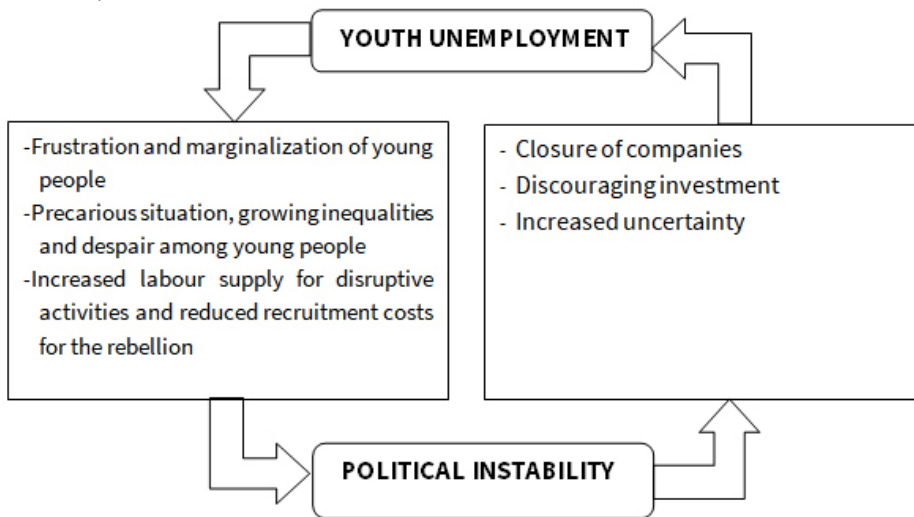 YOUTH UNEMPLOYMENT
-Frustration and marginalization of young
people
-Precarious situation, growing inequalities
and despair among young people
-Increased labour supply for disruptive
activities and reduced recruitment costs
for the rebellion
- Closure of companies
- Discouraging investment
- Increased uncertainty
POLITICAL INSTABILITY